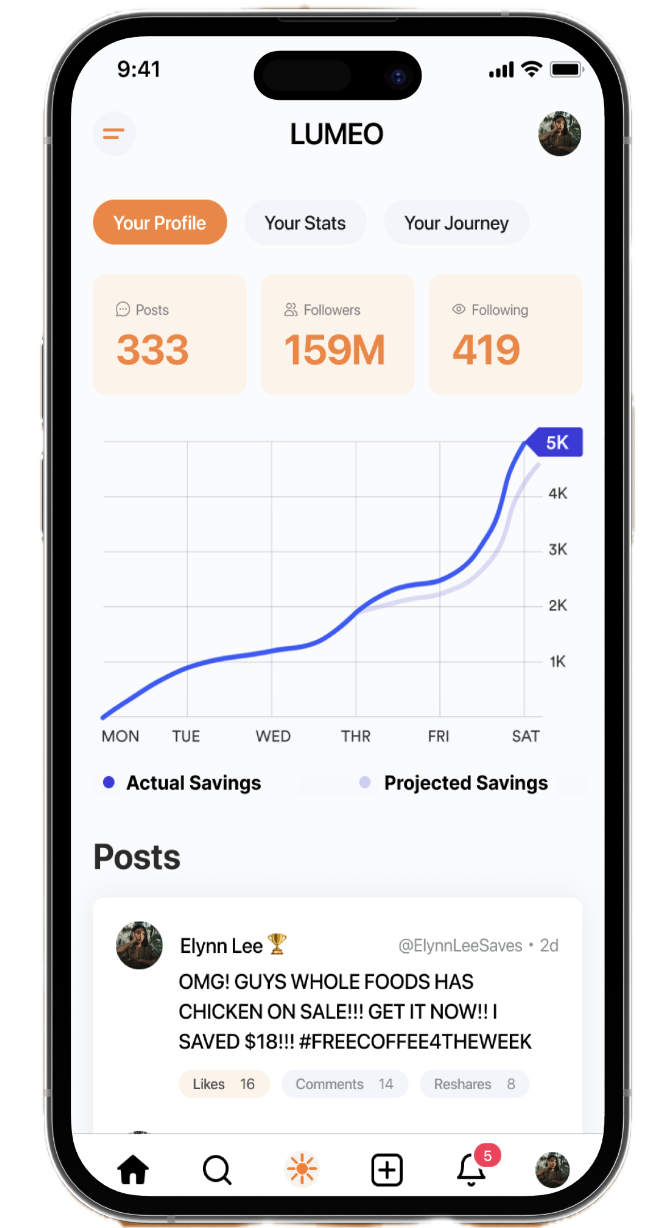 9:41
LUMEO
Your Profile Your Stats Your Journey
Posts Followers Following
333 159M 419
5K
4K
3K
2K
1K
MON TUE WED THR FRI SAT
Actual Savings Projected Savings
Posts
Elynn Lee 🏆 @ElynnLeeSaves • 2d
OMG! GUYS WHOLE FOODS HAS
CHICKEN ON SALE!!! GET IT NOW!! I
SAVED $18!!! #FREECOFFEE4THEWEEK
Likes 16 Comments 14 Reshares 8
5